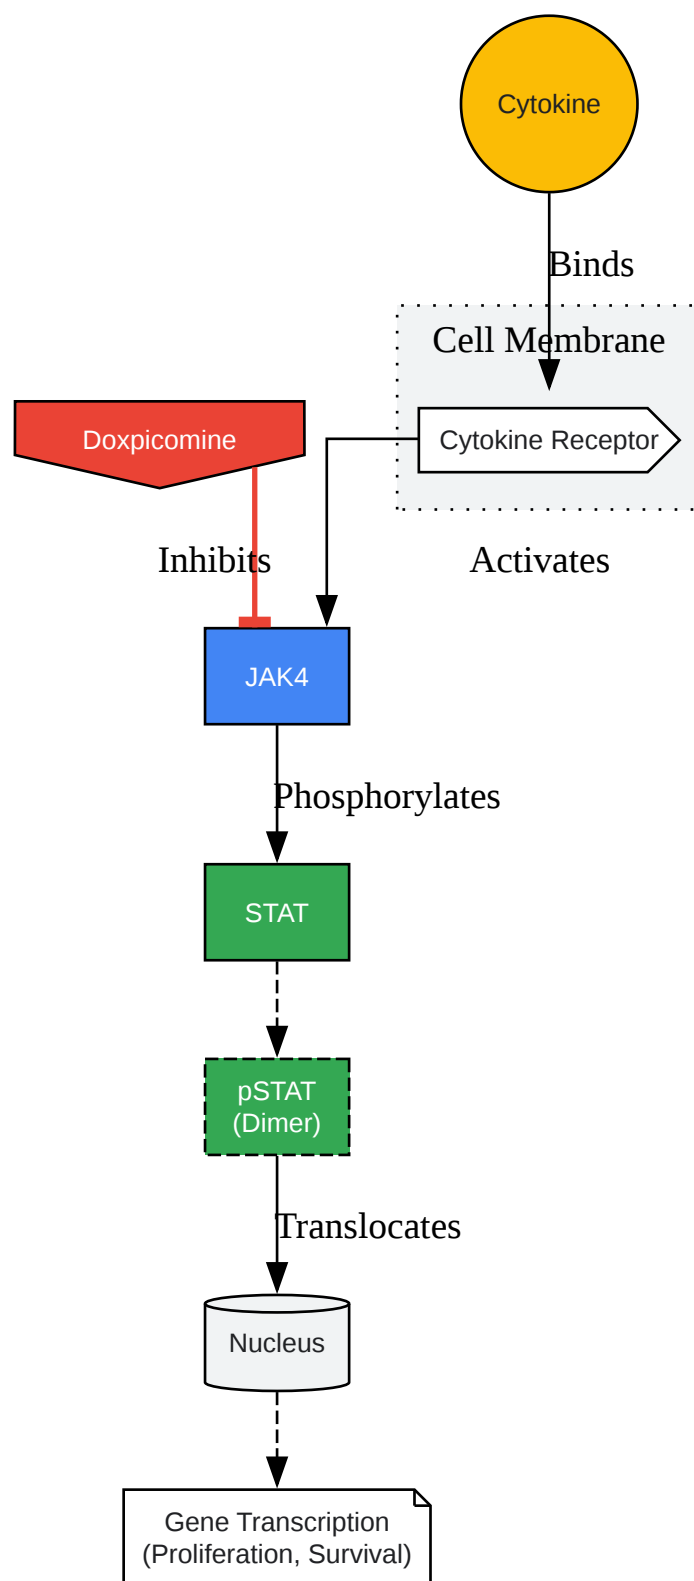 Cytokine
Binds
Cell Membrane
Doxpicomine
Cytokine Receptor
Inhibits
Activates
JAK4
Phosphorylates
STAT
pSTAT
(Dimer)
Translocates
Nucleus
Gene Transcription
(Proliferation, Survival)